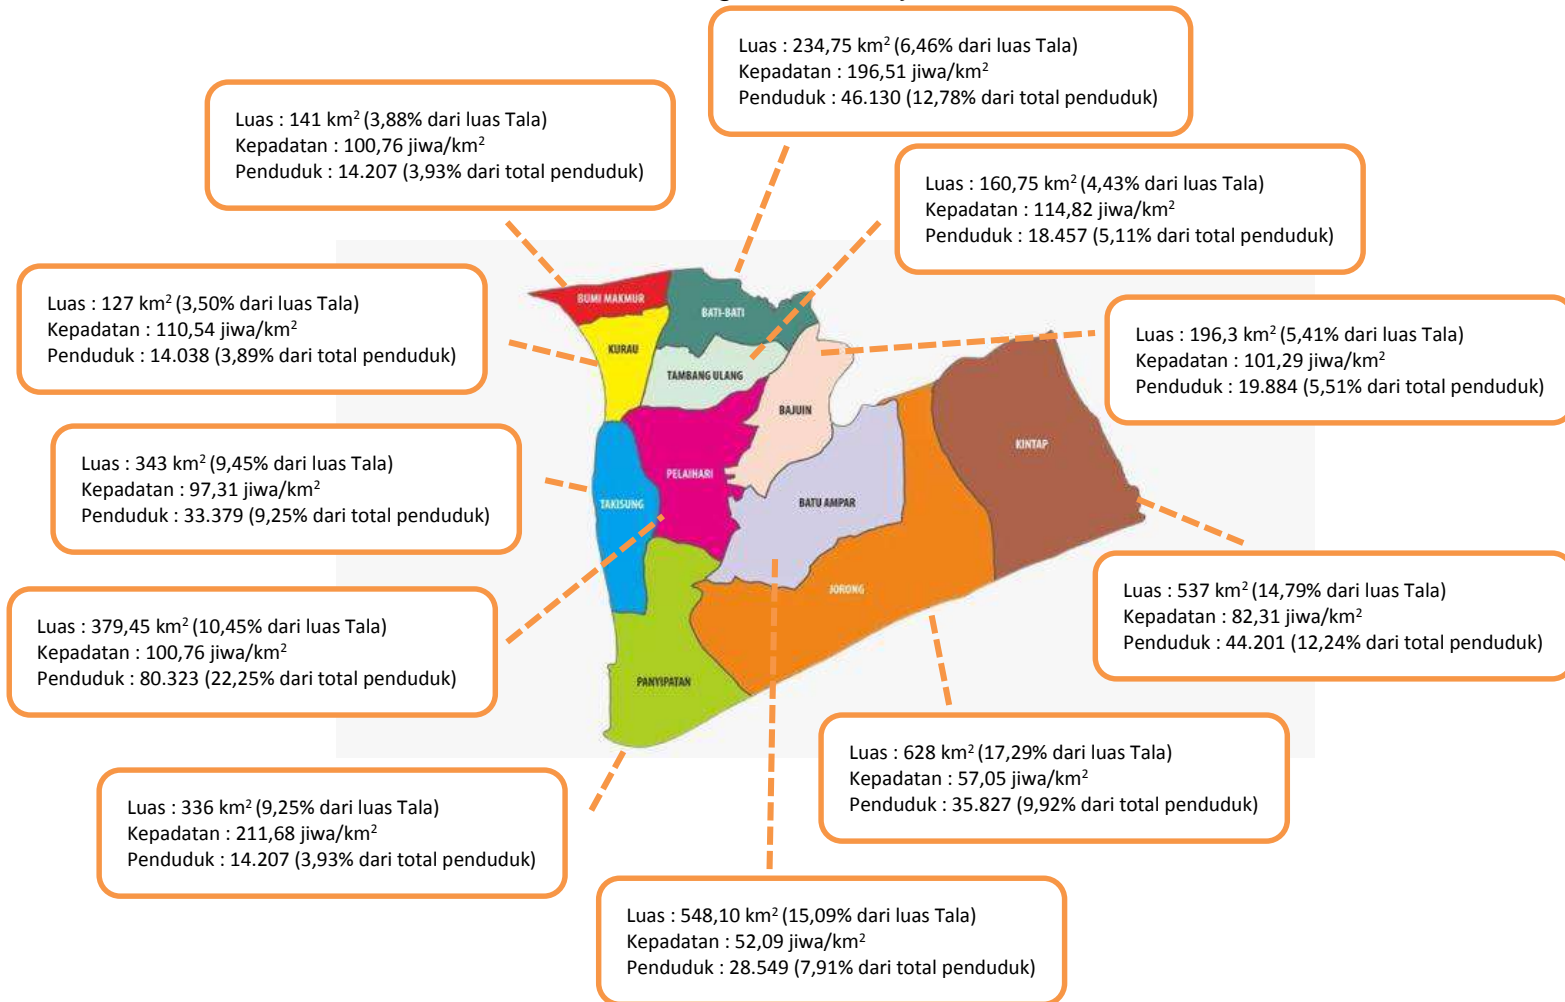 Luas : 234,75 km² (6,46% dari luas Tala)
Kepadatan : 196,51 jiwa/km²
Penduduk : 46.130 (12,78% dari total penduduk)
Luas : 141 km² (3,88% dari luas Tala)
Kepadatan : 100,76 jiwa/km²
Penduduk : 14.207 (3,93% dari total penduduk)
Luas : 160,75 km² (4,43% dari luas Tala)
Kepadatan : 114,82 jiwa/km²
Penduduk : 18.457 (5,11% dari total penduduk)
Luas : 127 km² (3,50% dari luas Tala)
Kepadatan : 110,54 jiwa/km²
Penduduk : 14.038 (3,89% dari total penduduk)
Luas : 196,3 km² (5,41% dari luas Tala)
Kepadatan : 101,29 jiwa/km²
Penduduk : 19.884 (5,51% dari total penduduk)
BUMI MAKMUR
BATI-BATI
KURAU
TAMBANG ULANG
BAJUIN
KINTAP
PELAIHARI
TAKISUNG
BATU AMPAR
JORONG
PANYIPATAN
Luas : 343 km² (9,45% dari luas Tala)
Kepadatan : 97,31 jiwa/km²
Penduduk : 33.379 (9,25% dari total penduduk)
Luas : 537 km² (14,79% dari luas Tala)
Kepadatan : 82,31 jiwa/km²
Penduduk : 44.201 (12,24% dari total penduduk)
Luas : 379,45 km² (10,45% dari luas Tala)
Kepadatan : 100,76 jiwa/km²
Penduduk : 80.323 (22,25% dari total penduduk)
Luas : 628 km² (17,29% dari luas Tala)
Kepadatan : 57,05 jiwa/km²
Penduduk : 35.827 (9,92% dari total penduduk)
Luas : 336 km² (9,25% dari luas Tala)
Kepadatan : 211,68 jiwa/km²
Penduduk : 14.207 (3,93% dari total penduduk)
Luas : 548,10 km² (15,09% dari luas Tala)
Kepadatan : 52,09 jiwa/km²
Penduduk : 28.549 (7,91% dari total penduduk)